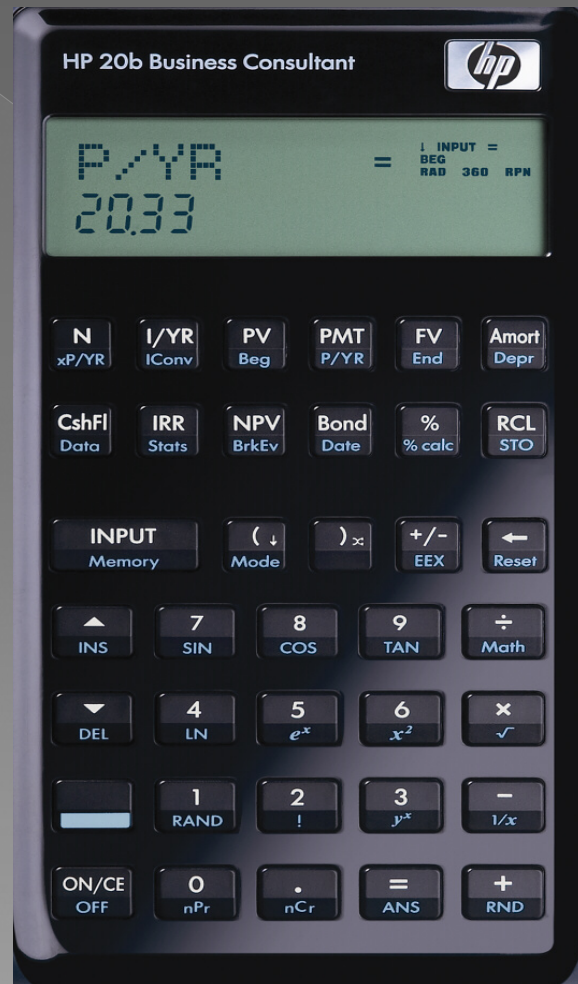 HP 20b Business Consultant hp
↓ INPUT =
P/YR = BEG
RAD 360 RPN
20.33
N I/YR PV PMT FV Amort
xP/YR IConv Beg P/YR End Depr
CshFl IRR NPV Bond % RCL
Data Stats BrkEv Date % calc STO
INPUT ( ↓ ) +/- ←
Memory Mode EEX Reset
▲ 7 8 9 ÷
INS SIN COS TAN Math
▼ 4 5 6 ×
DEL LN eˣ x² √
1 2 3 −
RAND ! yˣ 1/x
ON/CE 0 . = +
OFF nPr nCr ANS RND